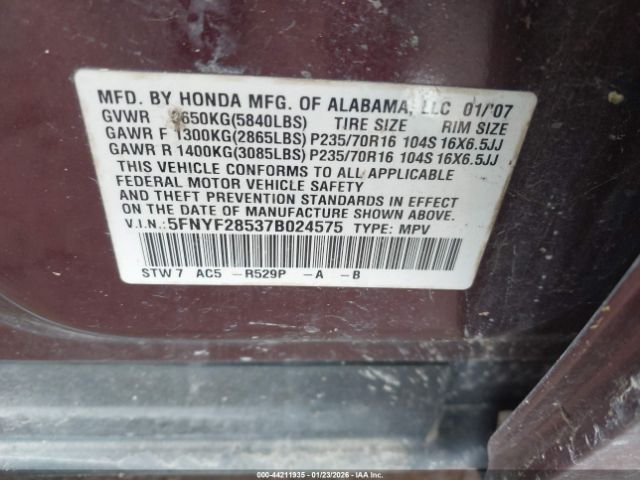 MFD. BY HONDA MFG. OF ALABAMA, LLC 01/'07
GVWR 2650KG(5840LBS) TIRE SIZE RIM SIZE
GAWR F 1300KG(2865LBS) P235/70R16 104S 16X6.5JJ
GAWR R 1400KG(3085LBS) P235/70R16 104S 16X6.5JJ
THIS VEHICLE CONFORMS TO ALL APPLICABLE
FEDERAL MOTOR VEHICLE SAFETY
AND THEFT PREVENTION STANDARDS IN EFFECT
ON THE DATE OF MANUFACTURE SHOWN ABOVE.
V.I.N.: 5FNYF28537B024575 TYPE: MPV
STW7 AC5 -R529P -A -B
000-44211935 - 01/23/2026 - IAAI.COM